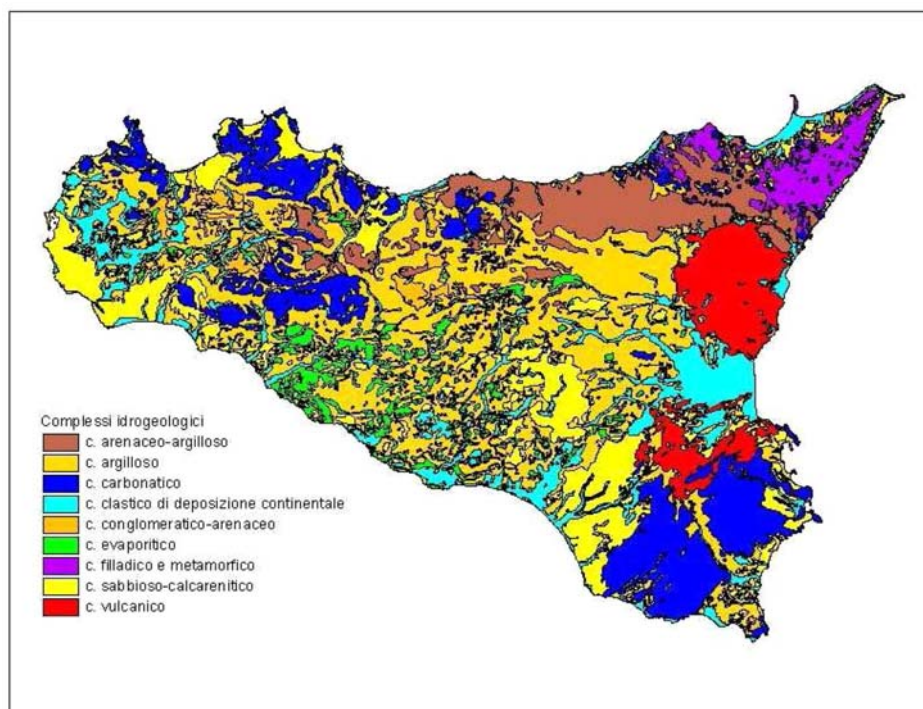 Complessi idrogeologici
c. arenaceo-argilloso
c. argilloso
c. carbonatico
c. clastico di deposizione continentale
c. conglomeratico-arenaceo
c. evaporitico
c. filladico e metamorfico
c. sabbioso-calcarenitico
c. vulcanico